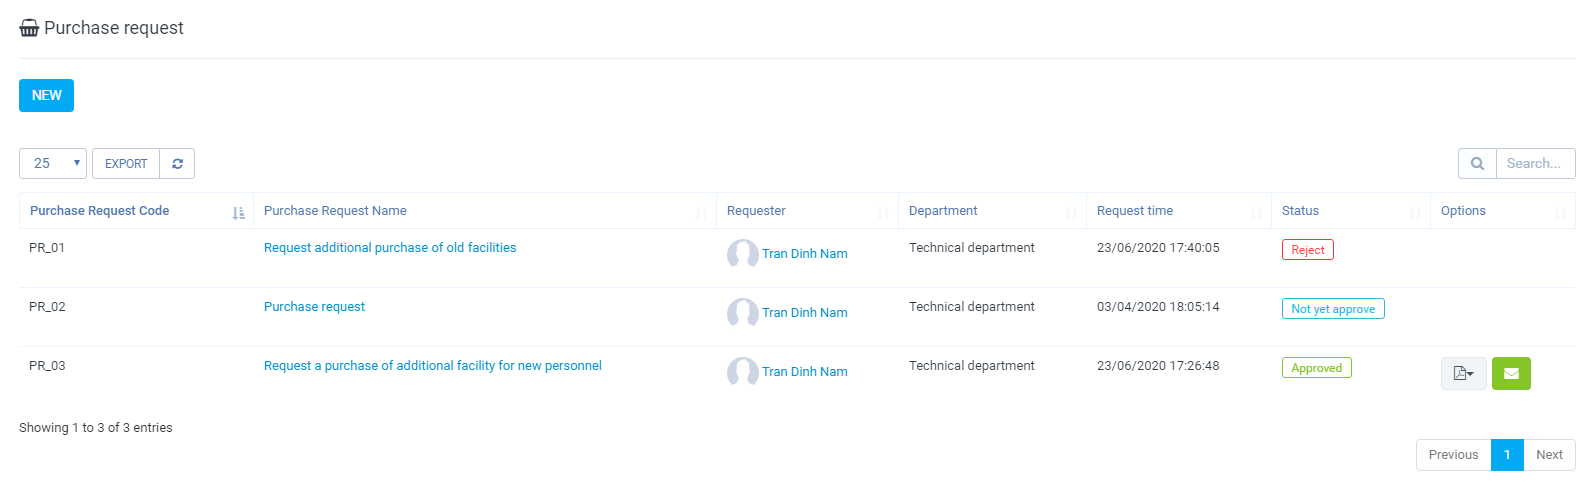 Purchase request
NEW
25 EXPORT Search...
Purchase Request Code Purchase Request Name Requester Department Request time Status Options
PR_01 Request additional purchase of old facilities Tran Dinh Nam Technical department 23/06/2020 17:40:05 Reject
PR_02 Purchase request Tran Dinh Nam Technical department 03/04/2020 18:05:14 Not yet approve
PR_03 Request a purchase of additional facility for new personnel Tran Dinh Nam Technical department 23/06/2020 17:26:48 Approved
Showing 1 to 3 of 3 entries
Previous 1 Next